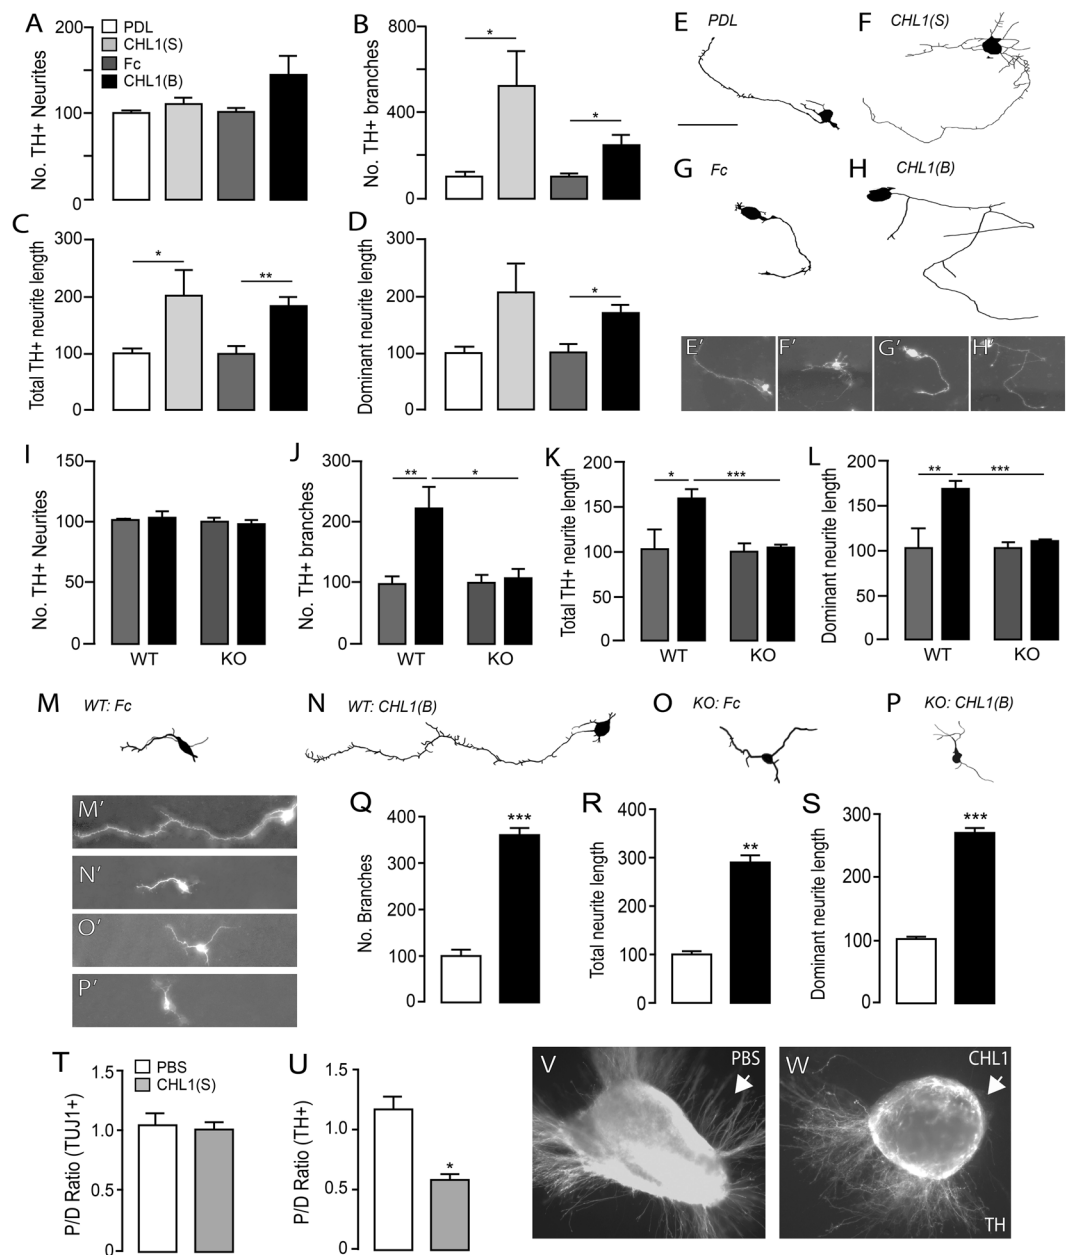 A
No. TH+ Neurites
200
100
0
PDL
CHL1(S)
Fc
CHL1(B)
B
No. TH+ branches
800
400
0
*
*
E
PDL
F
CHL1(S)
G
Fc
H
CHL1(B)
C
Total TH+ neurite length
300
200
100
0
*
**
D
Dominant neurite length
300
200
100
0
*
E′
F′
G′
H′
I
No. TH+ Neurites
150
100
50
0
WT
KO
J
No. TH+ branches
300
200
100
0
**
*
WT
KO
K
Total TH+ neurite length
200
150
100
50
0
*
***
WT
KO
L
Dominant neurite length
200
150
100
50
0
**
***
WT
KO
M
WT: Fc
N
WT: CHL1(B)
O
KO: Fc
P
KO: CHL1(B)
M′
N′
O′
P′
Q
No. Branches
400
300
200
100
0
***
R
Total neurite length
400
300
200
100
0
**
S
Dominant neurite length
300
200
100
0
***
T
P/D Ratio (TUJ1+)
1.5
1.0
0.5
0
PBS
CHL1(S)
U
P/D Ratio (TH+)
1.5
1.0
0.5
0
*
V
PBS
W
CHL1
TH